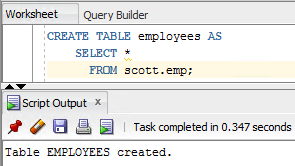 Worksheet Query Builder
CREATE TABLE employees AS
SELECT *
FROM scott.emp;
Script Output x
Task completed in 0.347 seconds
Table EMPLOYEES created.